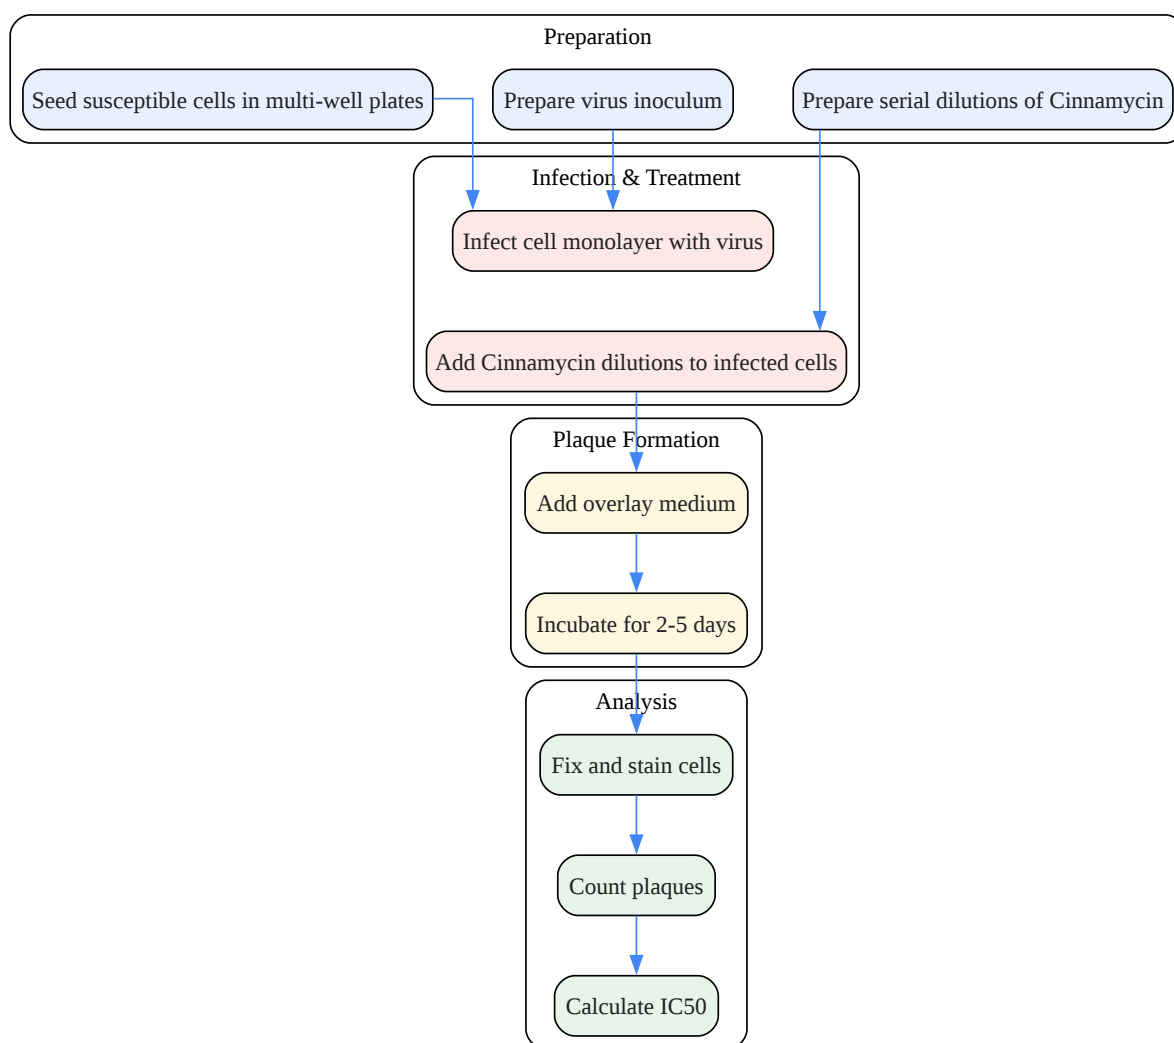 Preparation
Seed susceptible cells in multi-well plates
Prepare virus inoculum
Prepare serial dilutions of Cinnamycin
Infection & Treatment
Infect cell monolayer with virus
Add Cinnamycin dilutions to infected cells
Plaque Formation
Add overlay medium
Incubate for 2-5 days
Analysis
Fix and stain cells
Count plaques
Calculate IC50